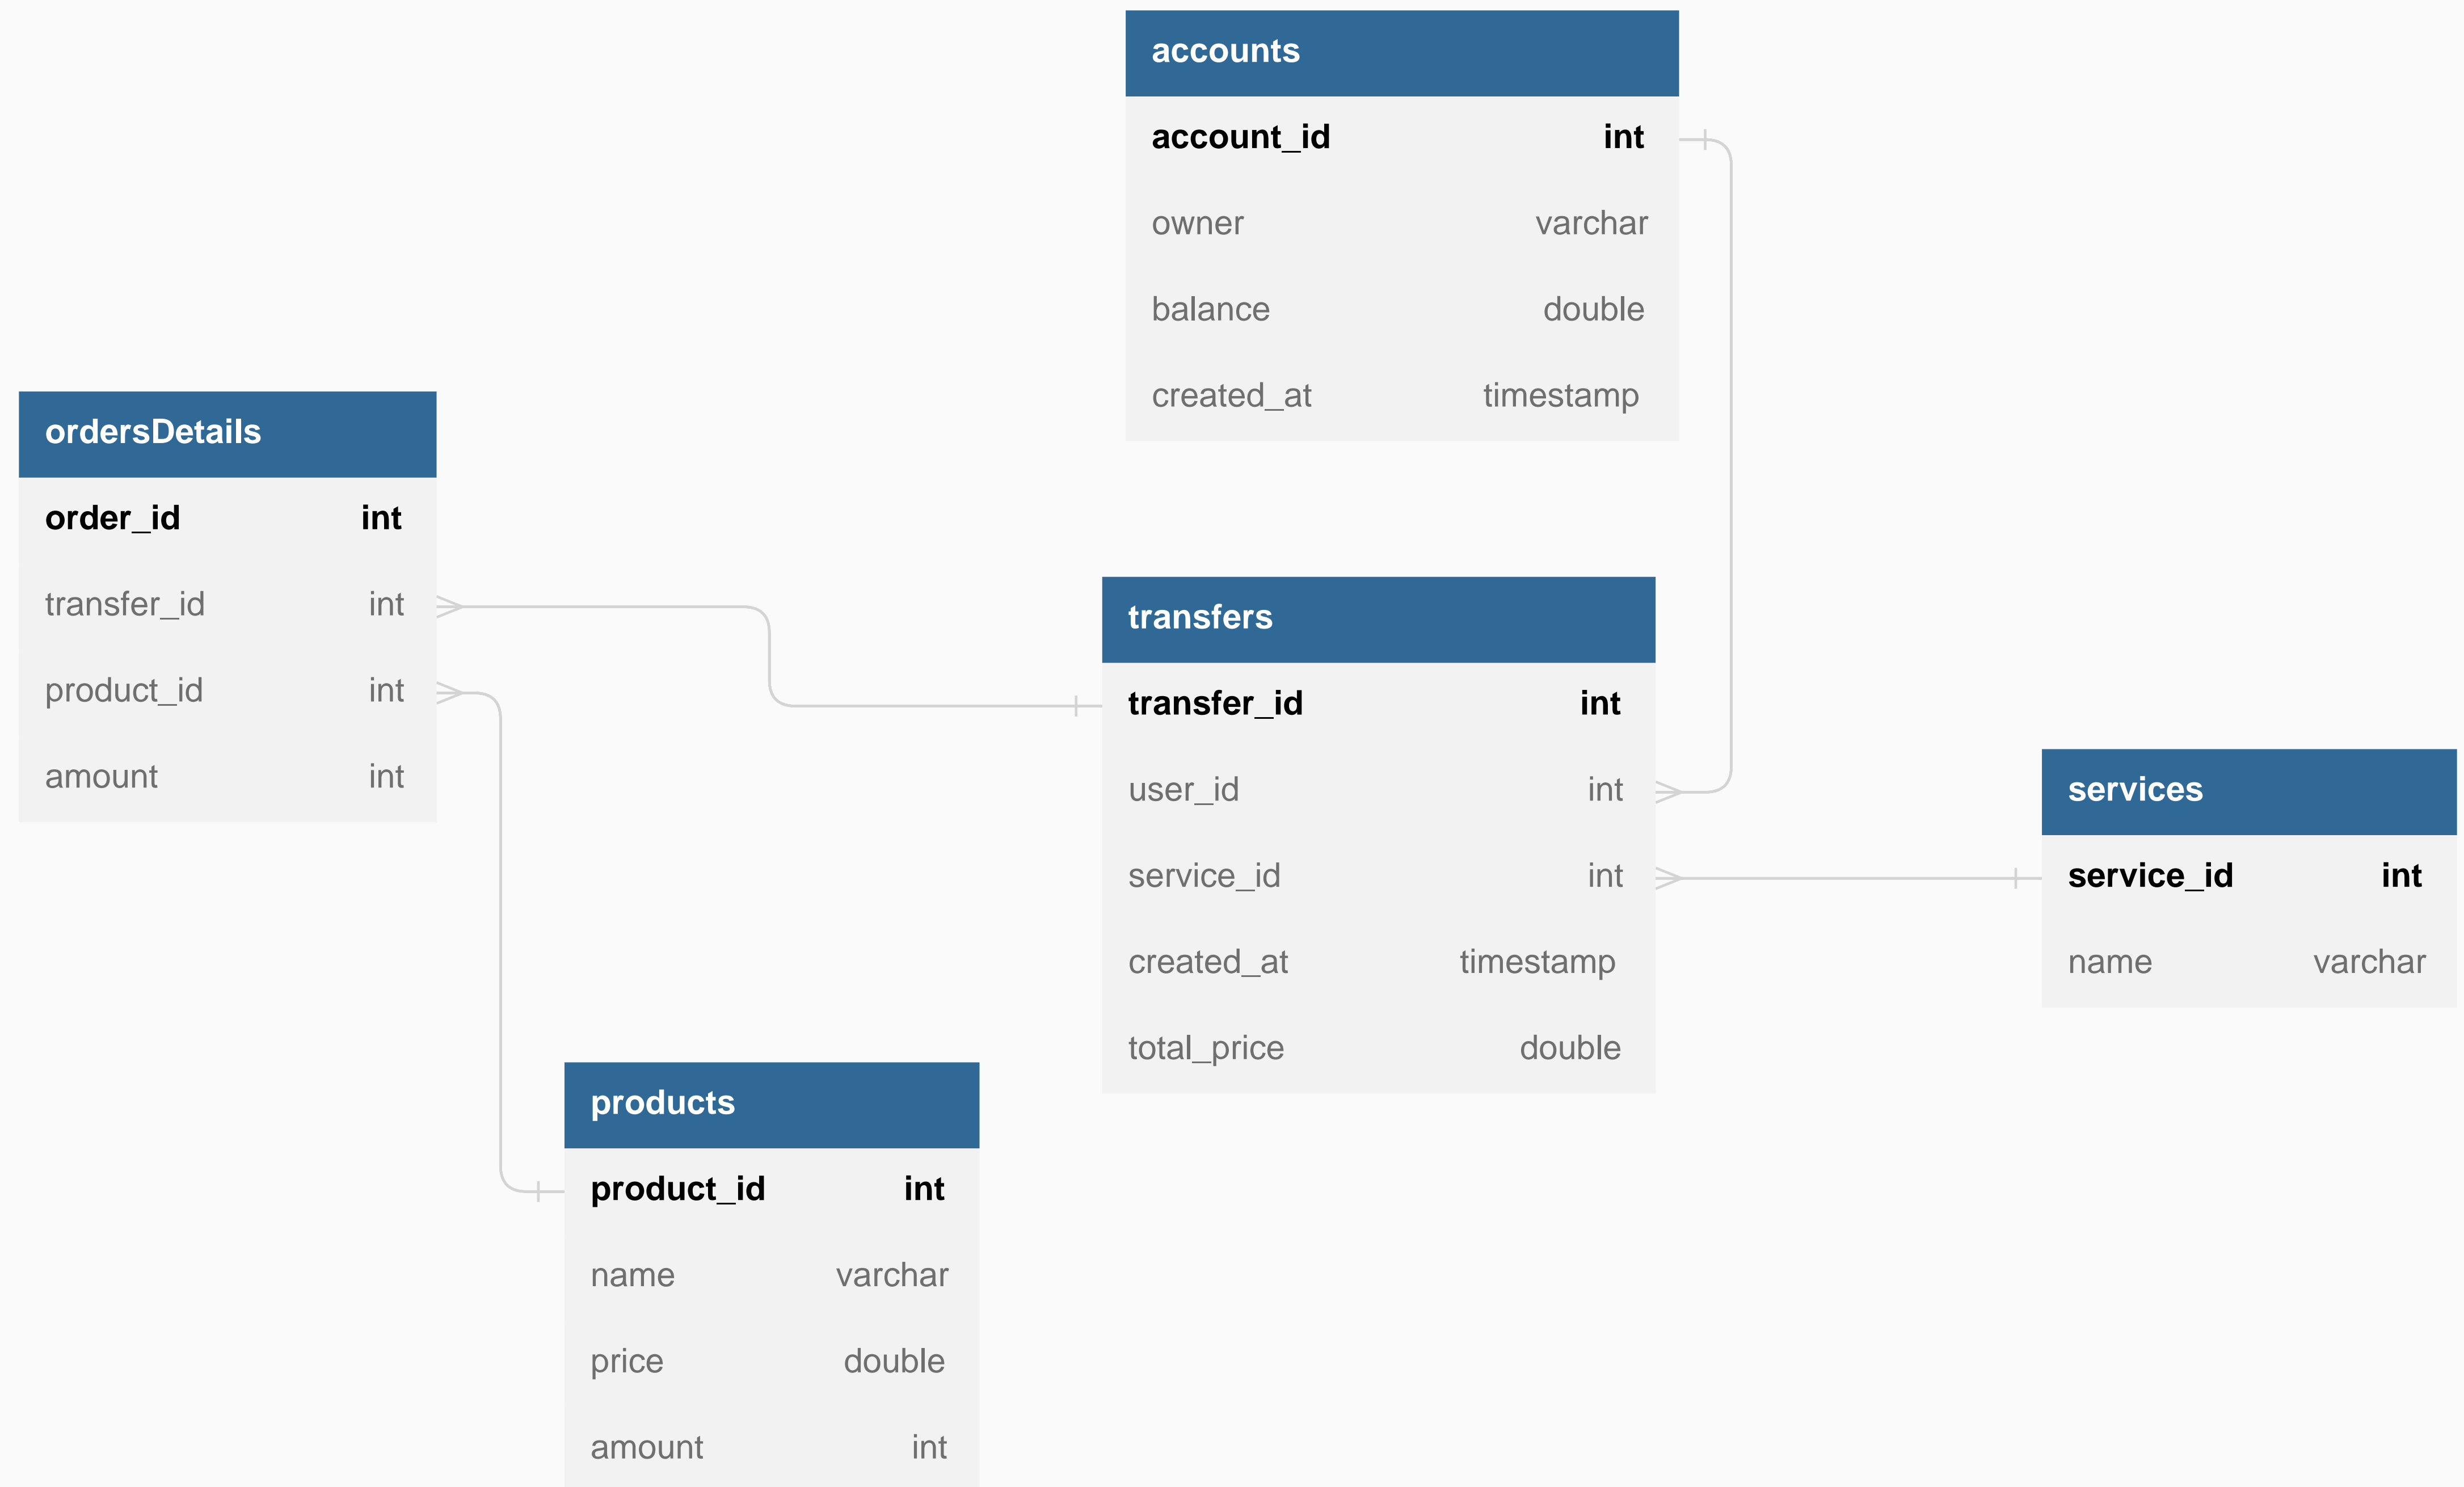 accounts
account_id int
owner varchar
balance double
created_at timestamp
ordersDetails
order_id int
transfer_id int
product_id int
amount int
transfers
transfer_id int
user_id int
service_id int
created_at timestamp
total_price double
services
service_id int
name varchar
products
product_id int
name varchar
price double
amount int